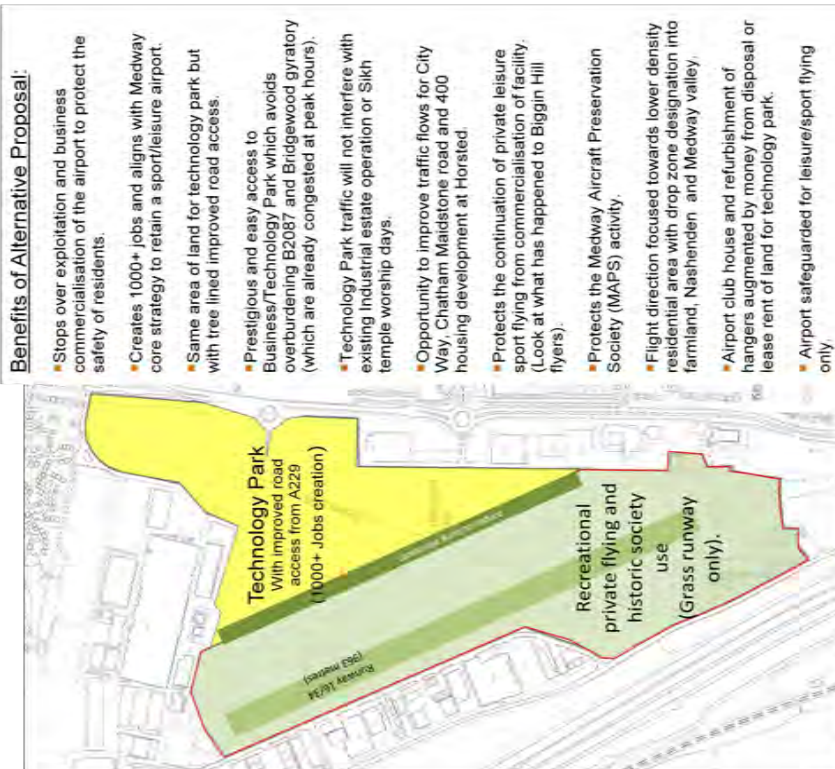 Benefits of Alternative Proposal:
▪Stops over exploitation and business
commercialisation of the airport to protect the
safety of residents.
▪Creates 1000+ jobs and aligns with Medway
core strategy to retain a sport/leisure airport.
▪Same area of land for technology park but
with tree lined improved road access.
▪Prestigious and easy access to
Business/Technology Park which avoids
overburdening B2087 and Bridgewood gyratory
(which are already congested at peak hours).
▪Technology Park traffic will not interfere with
existing Industrial estate operation or Sikh
temple worship days.
▪Opportunity to improve traffic flows for City
Way, Chatham Maidstone road and 400
housing development at Horsted.
▪Protects the continuation of private leisure
sport flying from commercialisation of facility.
(Look at what has happened to Biggin Hill
flyers).
▪Protects the Medway Aircraft Preservation
Society (MAPS) activity.
▪Flight direction focused towards lower density
residential area with drop zone designation into
farmland, Nashenden and Medway valley.
▪Airport club house and refurbishment of
hangers augmented by money from disposal or
lease rent of land for technology park.
▪ Airport safeguarded for leisure/sport flying
only.
Technology Park
With improved road
access from A229
(1000+ Jobs creation)
Runway 16/34
(963 metres)
Recreational
private flying and
historic society
use
(Grass runway
only).